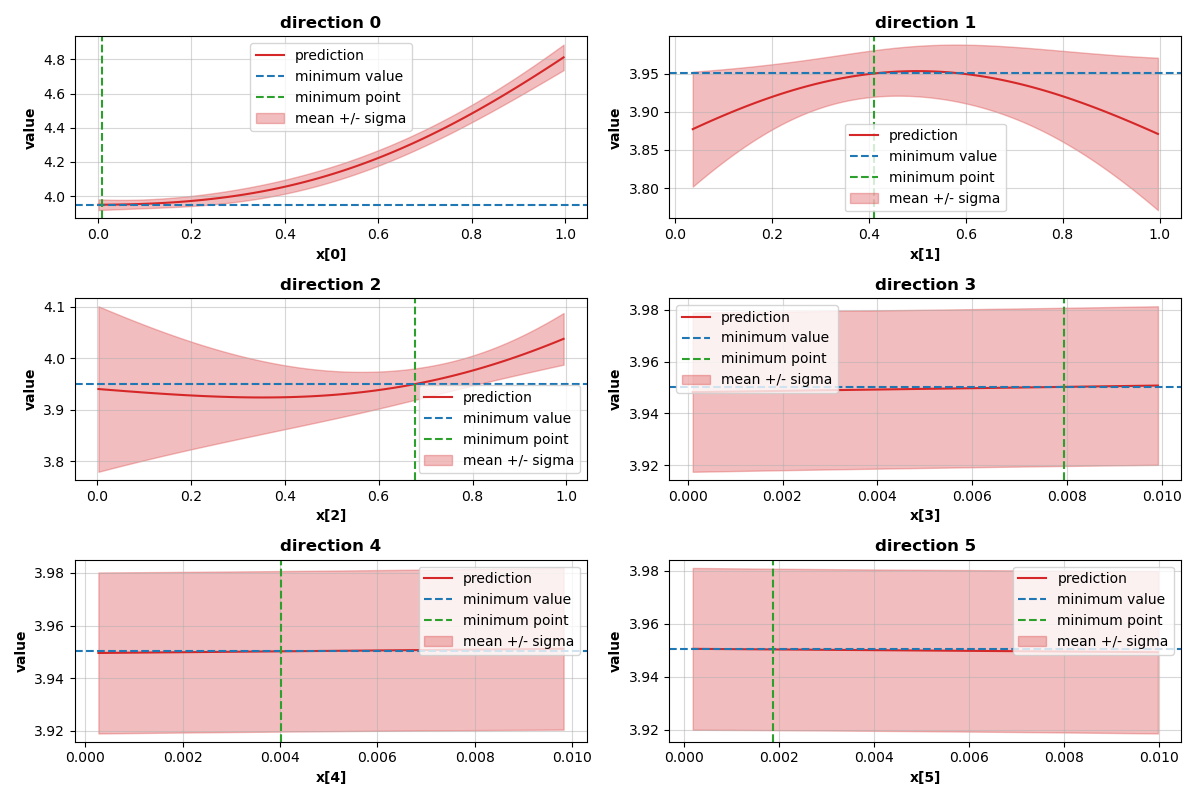 direction 0
value
4.8
4.6
4.4
4.2
4.0
prediction
minimum value
minimum point
mean +/- sigma
0.0 0.2 0.4 0.6 0.8 1.0
x[0]
direction 1
value
3.95
3.90
3.85
3.80
prediction
minimum value
minimum point
mean +/- sigma
0.0 0.2 0.4 0.6 0.8 1.0
x[1]
direction 2
value
4.1
4.0
3.9
3.8
prediction
minimum value
minimum point
mean +/- sigma
0.0 0.2 0.4 0.6 0.8 1.0
x[2]
direction 3
value
3.98
3.96
3.94
3.92
prediction
minimum value
minimum point
mean +/- sigma
0.000 0.002 0.004 0.006 0.008 0.010
x[3]
direction 4
value
3.98
3.96
3.94
3.92
prediction
minimum value
minimum point
mean +/- sigma
0.000 0.002 0.004 0.006 0.008 0.010
x[4]
direction 5
value
3.98
3.96
3.94
3.92
prediction
minimum value
minimum point
mean +/- sigma
0.000 0.002 0.004 0.006 0.008 0.010
x[5]